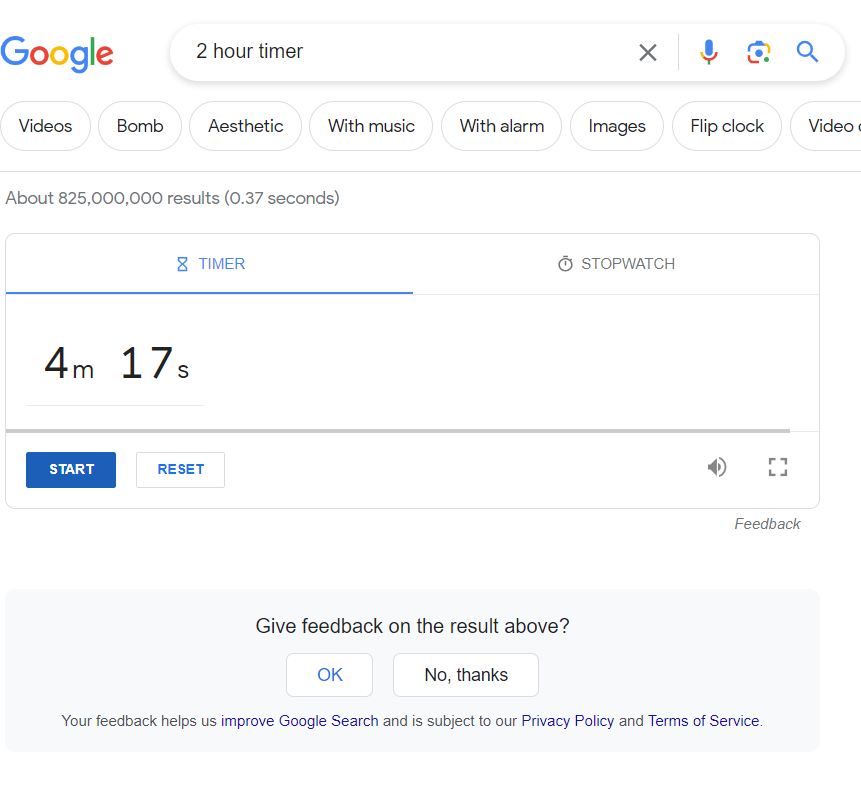 Google
2 hour timer
Videos Bomb Aesthetic With music With alarm Images Flip clock Video
About 825,000,000 results (0.37 seconds)
TIMER STOPWATCH
4m 17s
START RESET
Feedback
Give feedback on the result above?
OK No, thanks
Your feedback helps us improve Google Search and is subject to our Privacy Policy and Terms of Service.